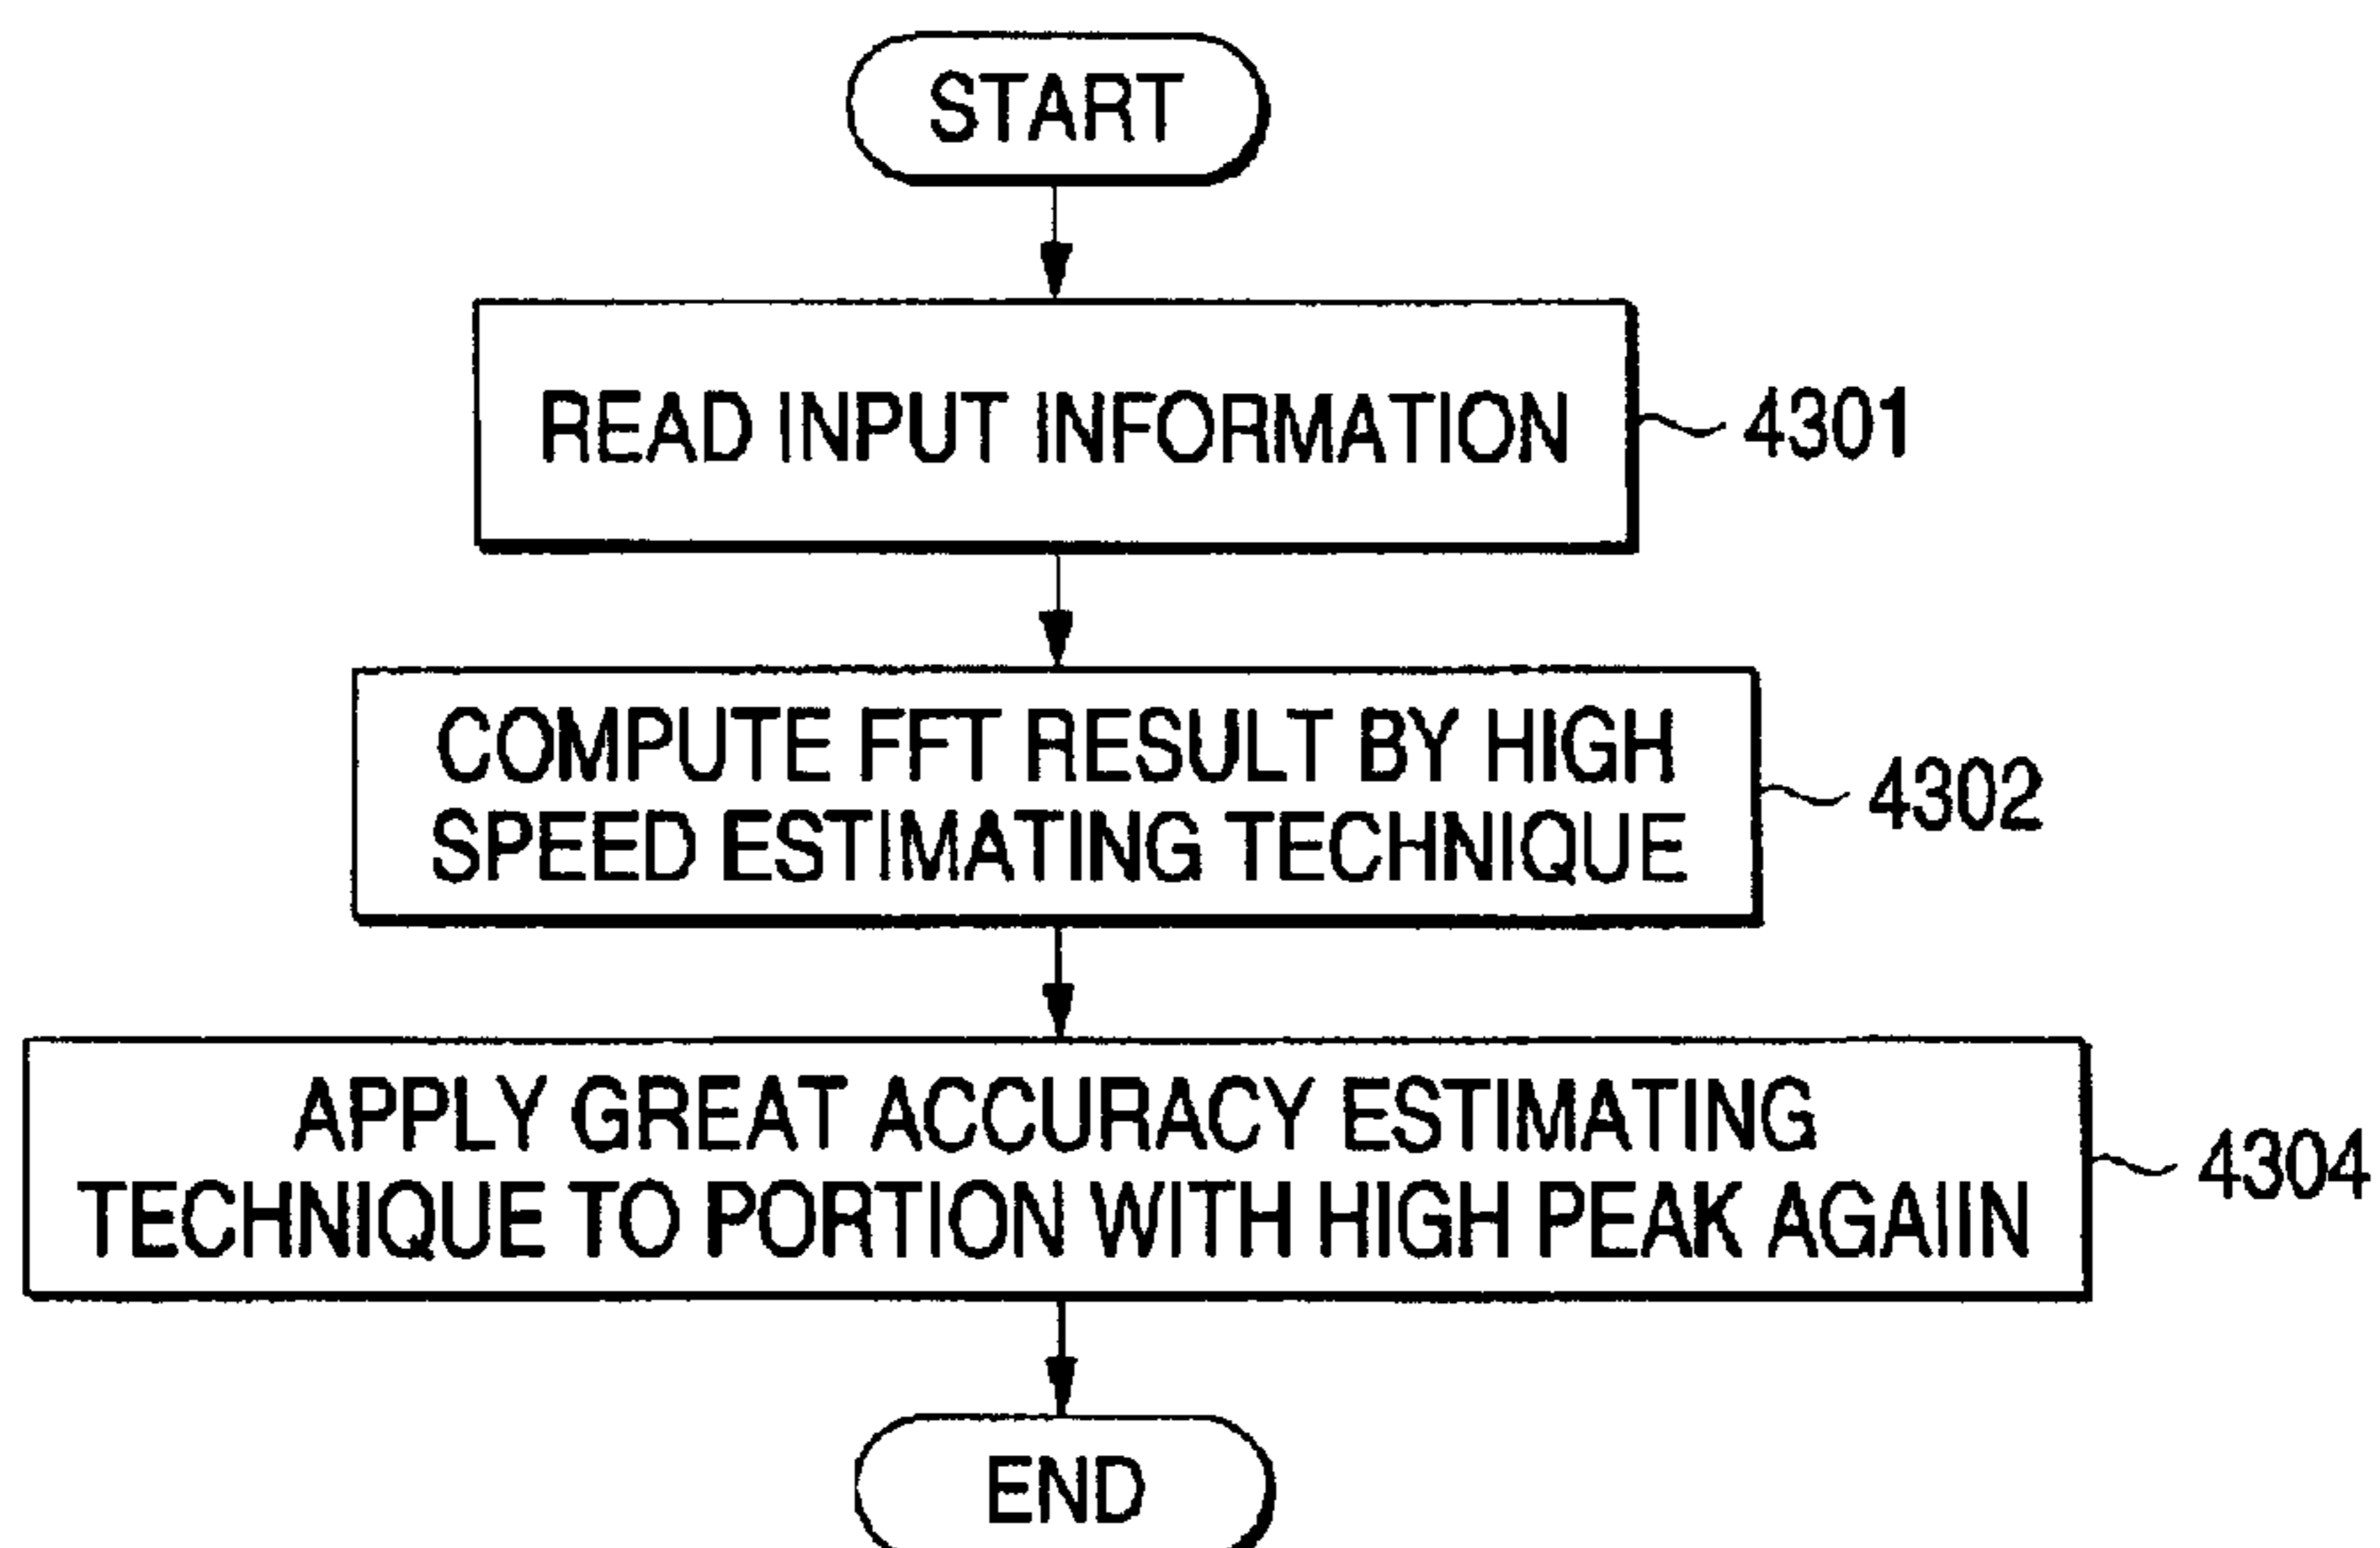 START
READ INPUT INFORMATION
4301
COMPUTE FFT RESULT BY HIGH
SPEED ESTIMATING TECHNIQUE
4302
APPLY GREAT ACCURACY ESTIMATING
TECHNIQUE TO PORTION WITH HIGH PEAK AGAIIN
4304
END